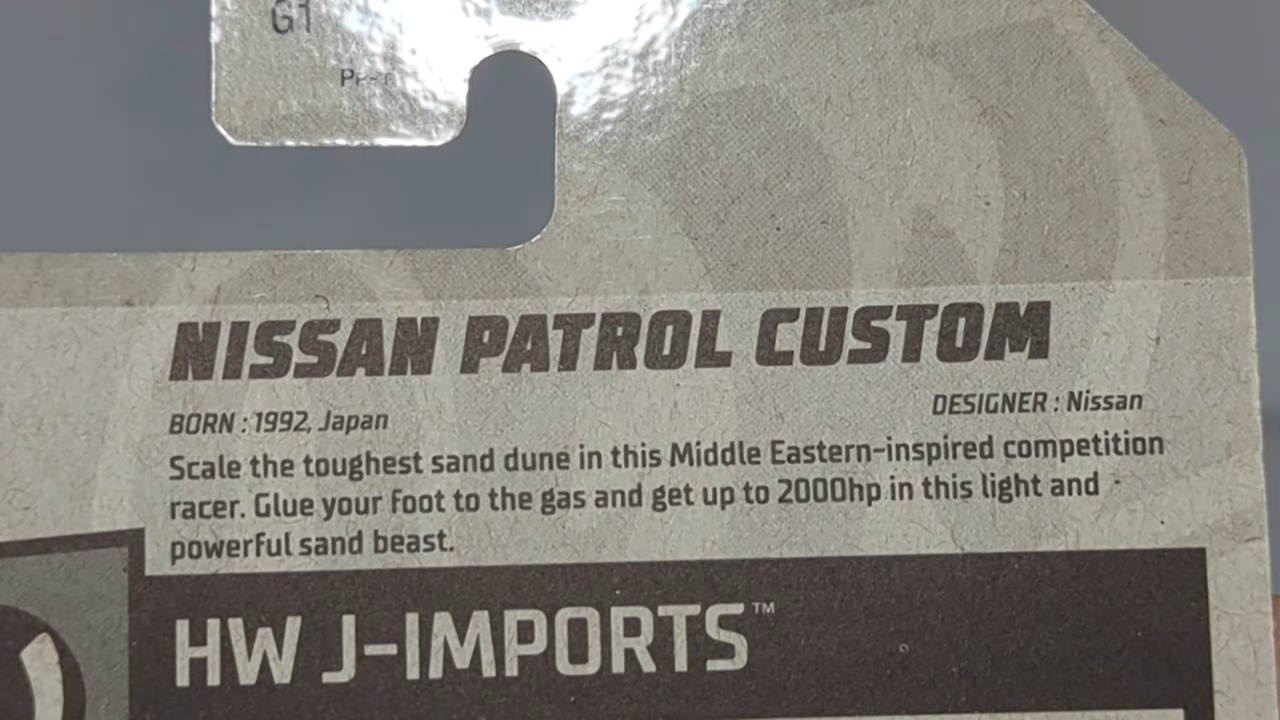 G1
NISSAN PATROL CUSTOM
BORN : 1992, Japan
DESIGNER : Nissan
Scale the toughest sand dune in this Middle Eastern-inspired competition
racer. Glue your foot to the gas and get up to 2000hp in this light and
powerful sand beast.
HW J-IMPORTS™